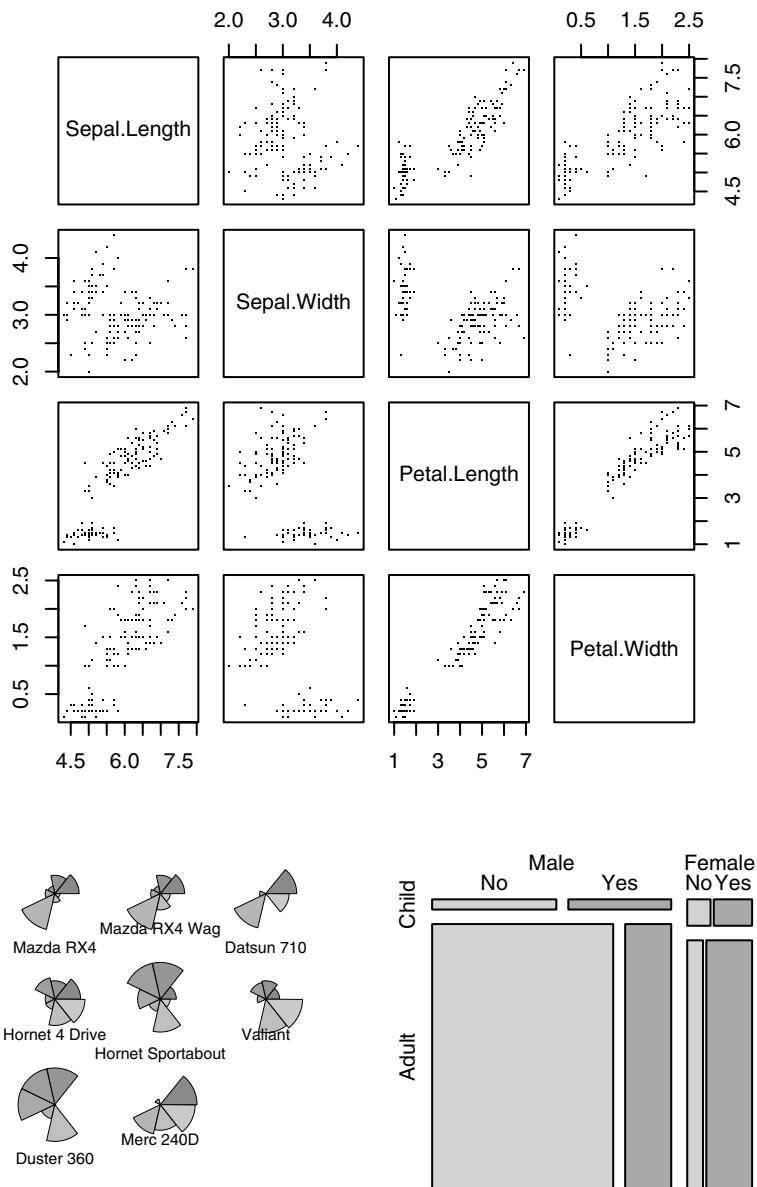 2.0 3.0 4.0 0.5 1.5 2.5
Sepal.Length
4.5 6.0 7.5
2.0 3.0 4.0
Sepal.Width
Petal.Length
1 3 5 7
0.5 1.5 2.5
Petal.Width
4.5 6.0 7.5 1 3 5 7
Mazda RX4
Mazda RX4 Wag
Datsun 710
Hornet 4 Drive
Hornet Sportabout
Valiant
Duster 360
Merc 240D
Male Female
No Yes No Yes
Child
Adult